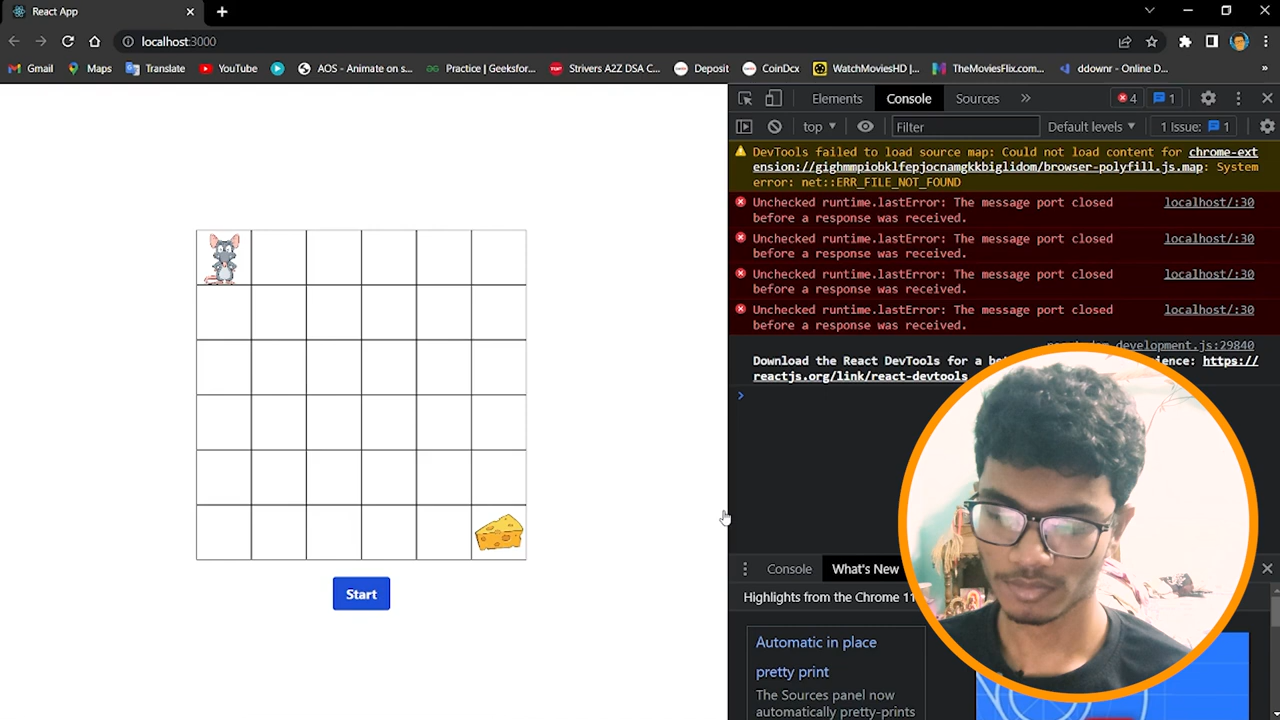 React App
localhost:3000
Gmail
Maps
Translate
YouTube
AOS - Animate on s...
Practice | Geeksfor...
Strivers A2Z DSA C...
Deposit
CoinDcx
WatchMoviesHD |...
TheMoviesFlix.com...
ddownr - Online D...
»
Elements
Console
Sources
»
4
1
top
Filter
Default levels
1 Issue: 1
DevTools failed to load source map: Could not load content for chrome-ext
ension://gighmmpiobklfepjocnamgkkbiglidom/browser-polyfill.js.map: System
error: net::ERR_FILE_NOT_FOUND
Unchecked runtime.lastError: The message port closed localhost/:30
before a response was received.
Unchecked runtime.lastError: The message port closed localhost/:30
before a response was received.
Unchecked runtime.lastError: The message port closed localhost/:30
before a response was received.
Unchecked runtime.lastError: The message port closed localhost/:30
before a response was received.
development.js:29840
Download the React DevTools for a https://
reactjs.org/link/react-devtools
Start
Console
What's New
Highlights from the Chrome
Automatic in place
pretty print
The Sources panel now
automatically pretty-prints